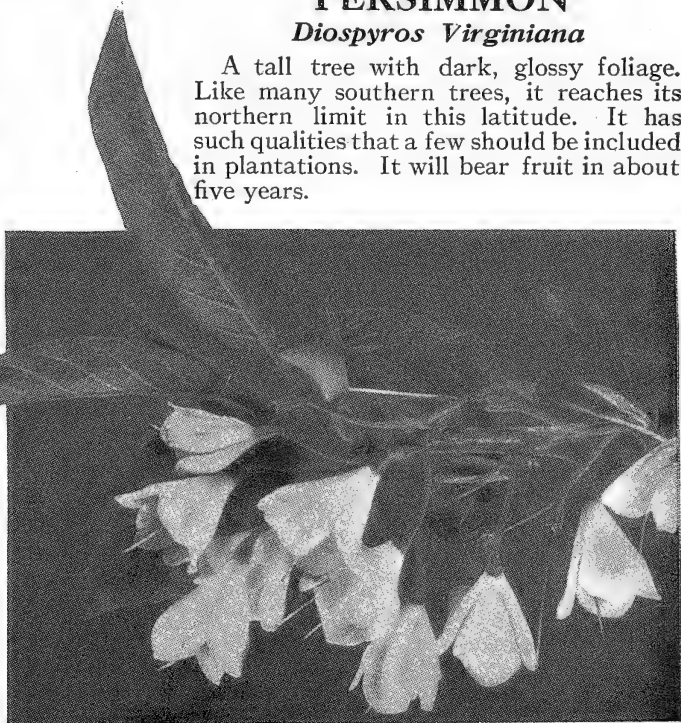 PERSIMMON
Diospyros Virginiana
A tall tree with dark, glossy foliage.
Like many southern trees, it reaches its
northern limit in this latitude. It has
such qualities that a few should be included
in plantations. It will bear fruit in about
five years.